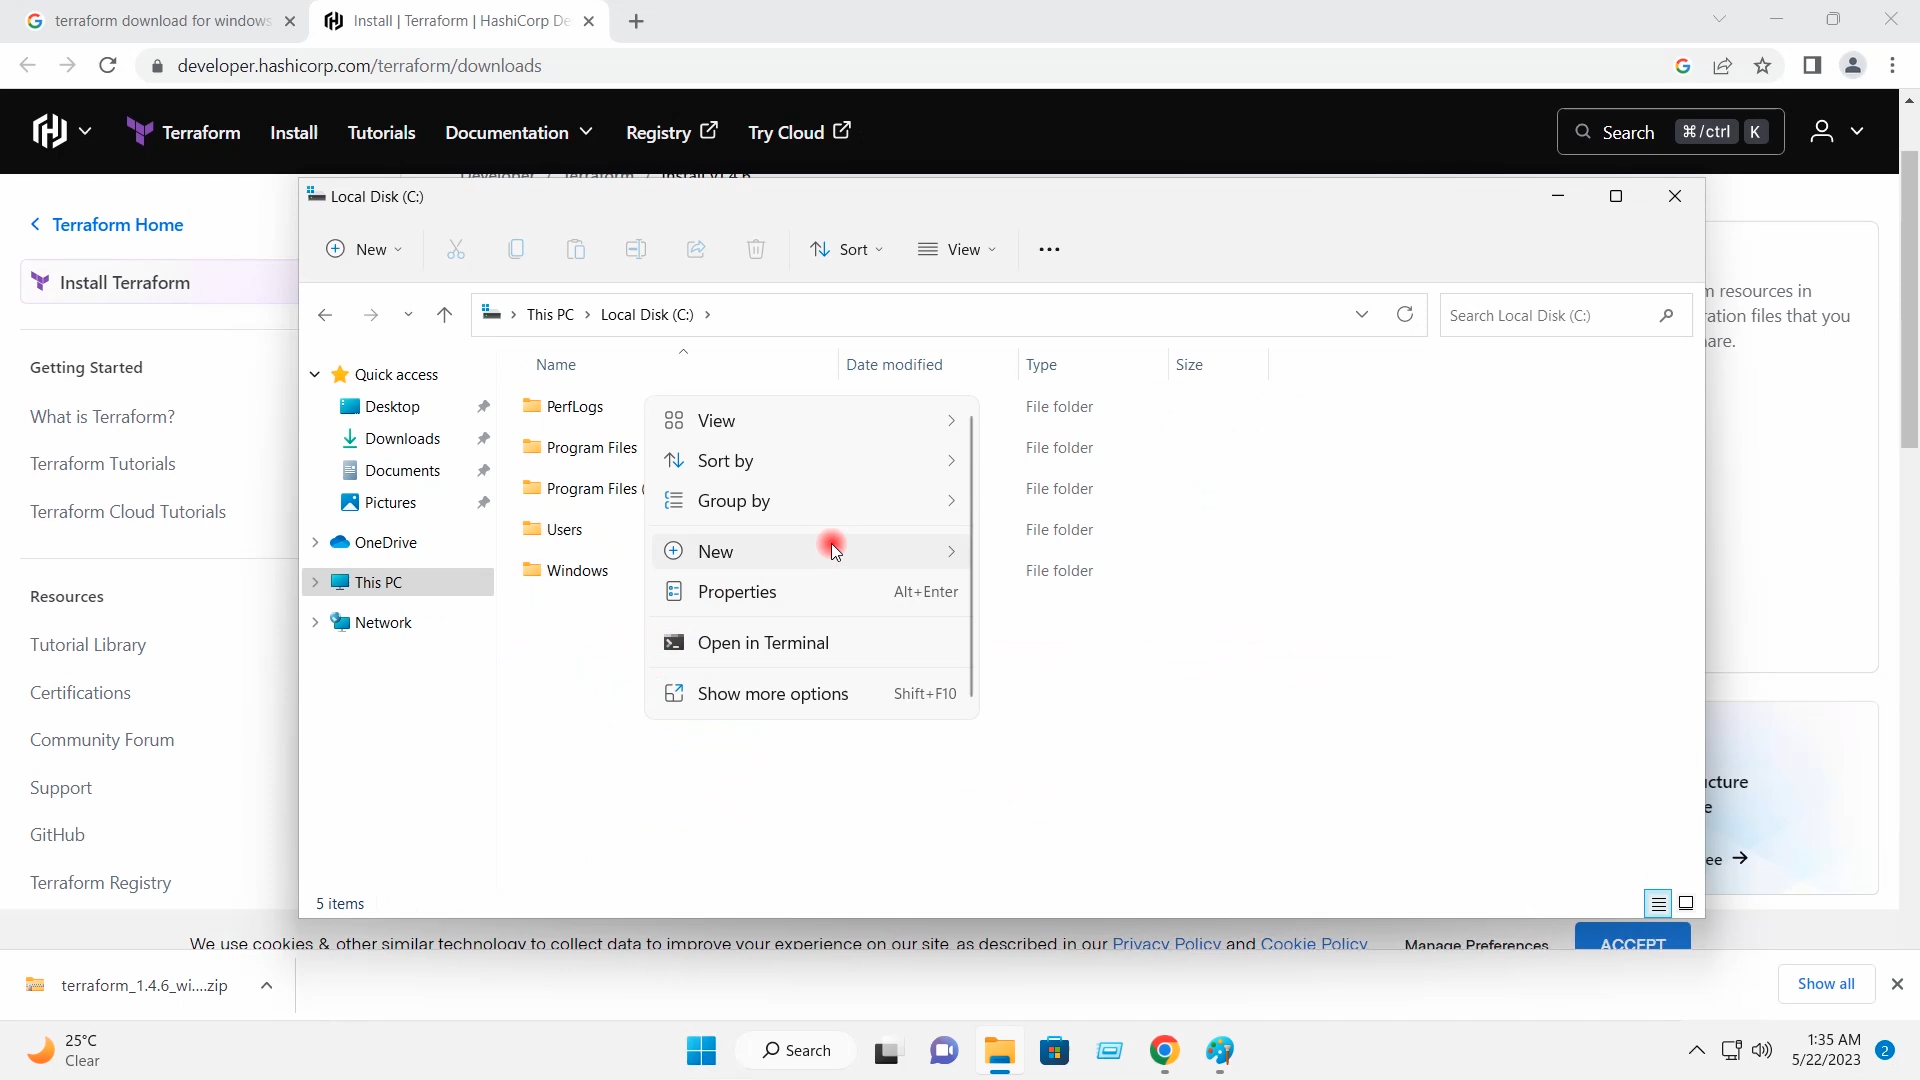 terraform download for windows
Install | Terraform | HashiCorp De
developer.hashicorp.com/terraform/downloads
Terraform
Install
Tutorials
Documentation
Registry
Try Cloud
Search
⌘/ctrl
K
Terraform Home
Install Terraform
Getting Started
What is Terraform?
Terraform Tutorials
Terraform Cloud Tutorials
Resources
Tutorial Library
Certifications
Community Forum
Support
GitHub
Terraform Registry
Local Disk (C:)
New
Sort
View
This PC
Local Disk (C:)
Search Local Disk (C:)
Quick access
Desktop
Downloads
Documents
Pictures
OneDrive
This PC
Network
Name
Date modified
Type
Size
PerfLogs
File folder
Program Files
File folder
Program Files (
File folder
Users
File folder
Windows
File folder
View
Sort by
Group by
New
Properties
Alt+Enter
Open in Terminal
Show more options
Shift+F10
5 items
resources in
ration files that you
are.
We use cookies & other similar technology to collect data to improve your experience on our site, as described in our Privacy Policy and Cookie Policy
Manage Preferences
ACCEPT
terraform_1.4.6_wi....zip
Show all
25°C
Clear
Search
1:35 AM
5/22/2023
2